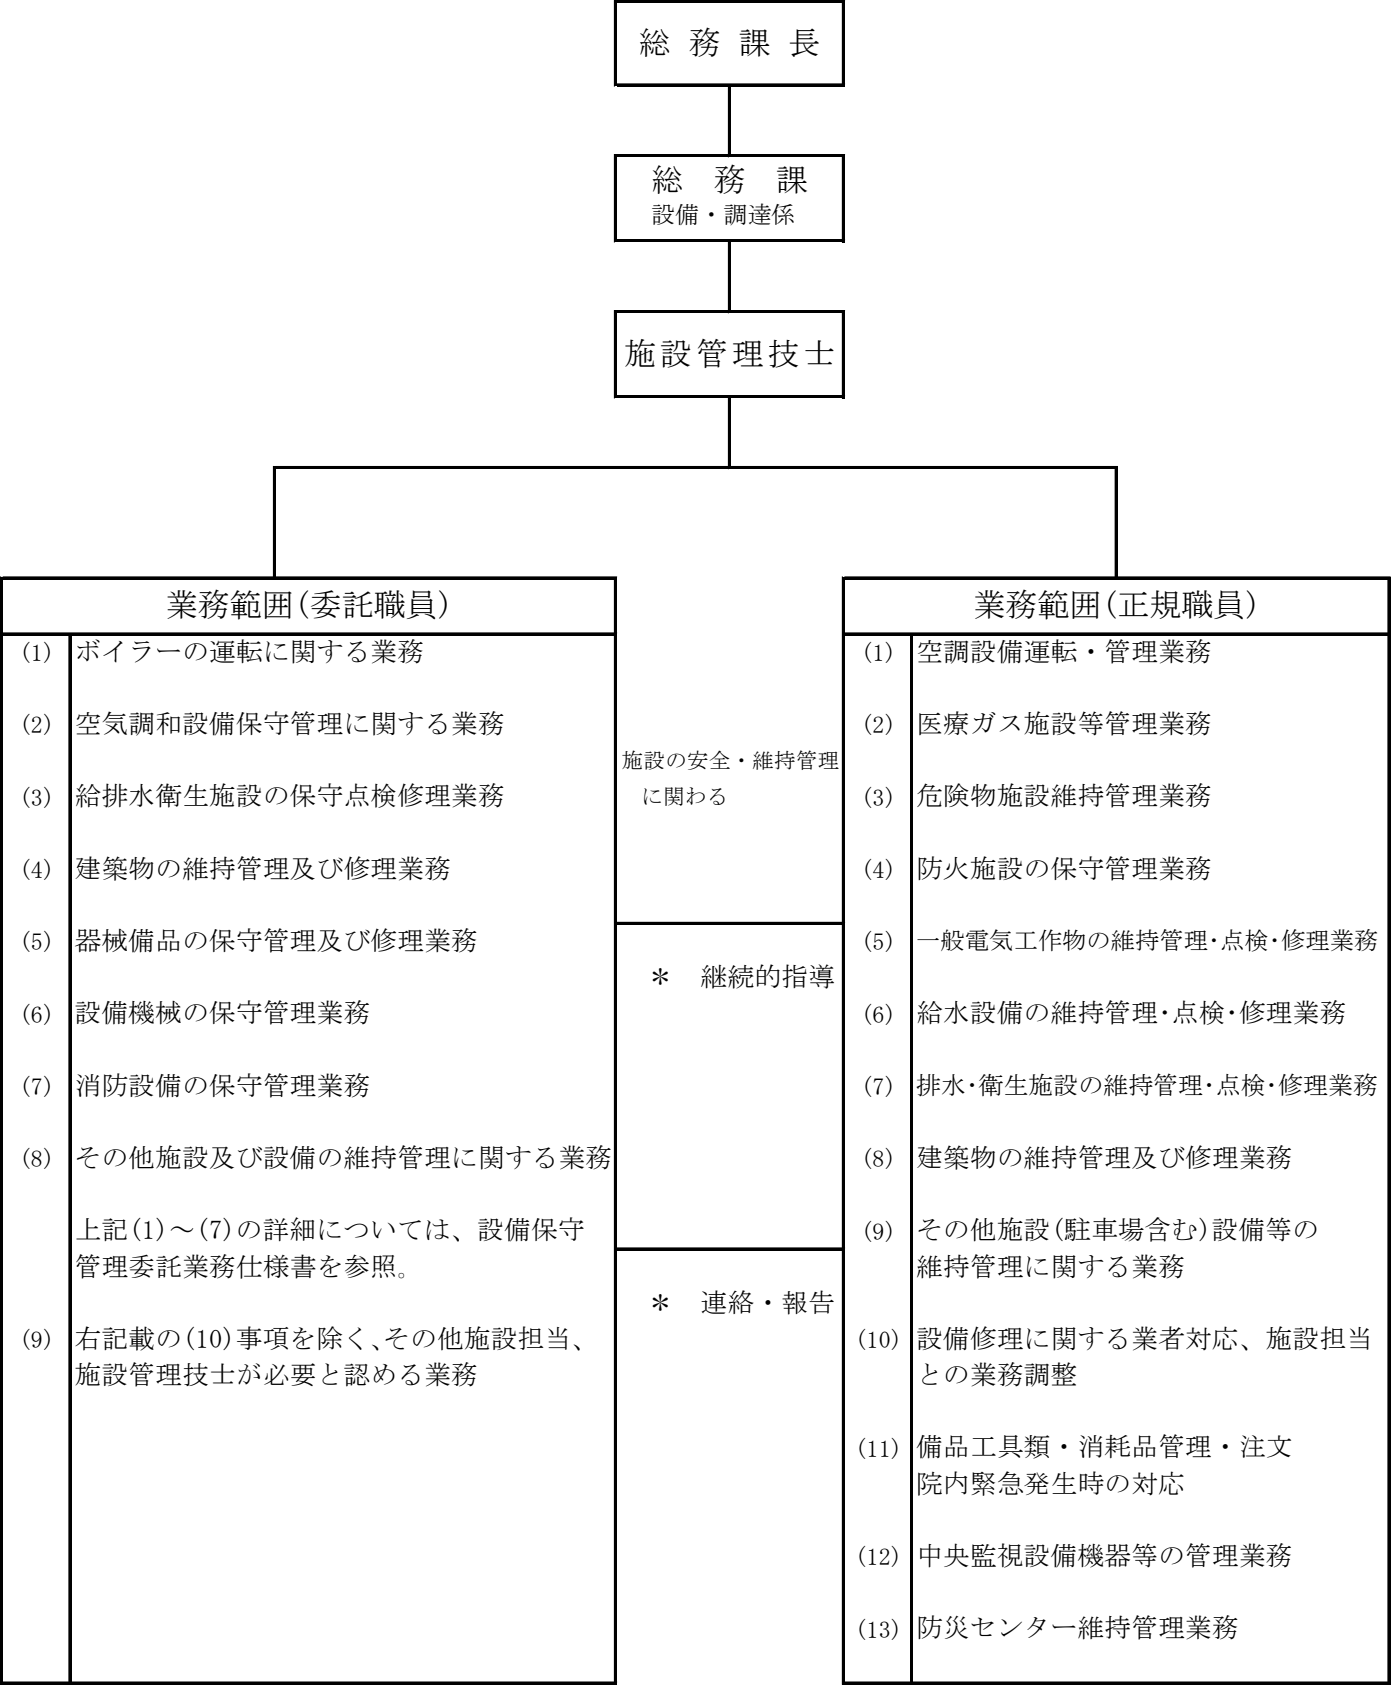 総務課長
総務課
設備・調達係
施設管理技士
業務範囲(委託職員)
(1) ボイラーの運転に関する業務
(2) 空気調和設備保守管理に関する業務
(3) 給排水衛生施設の保守点検修理業務
(4) 建築物の維持管理及び修理業務
(5) 器械備品の保守管理及び修理業務
(6) 設備機械の保守管理業務
(7) 消防設備の保守管理業務
(8) その他施設及び設備の維持管理に関する業務
上記(1)～(7)の詳細については、設備保守
管理委託業務仕様書を参照。
(9) 右記載の(10)事項を除く、その他施設担当、
施設管理技士が必要と認める業務
施設の安全・維持管理
に関わる
＊ 継続的指導
＊ 連絡・報告
業務範囲(正規職員)
(1) 空調設備運転・管理業務
(2) 医療ガス施設等管理業務
(3) 危険物施設維持管理業務
(4) 防火施設の保守管理業務
(5) 一般電気工作物の維持管理・点検・修理業務
(6) 給水設備の維持管理・点検・修理業務
(7) 排水・衛生施設の維持管理・点検・修理業務
(8) 建築物の維持管理及び修理業務
(9) その他施設(駐車場含む)設備等の
維持管理に関する業務
(10) 設備修理に関する業者対応、施設担当
との業務調整
(11) 備品工具類・消耗品管理・注文
院内緊急発生時の対応
(12) 中央監視設備機器等の管理業務
(13) 防災センター維持管理業務